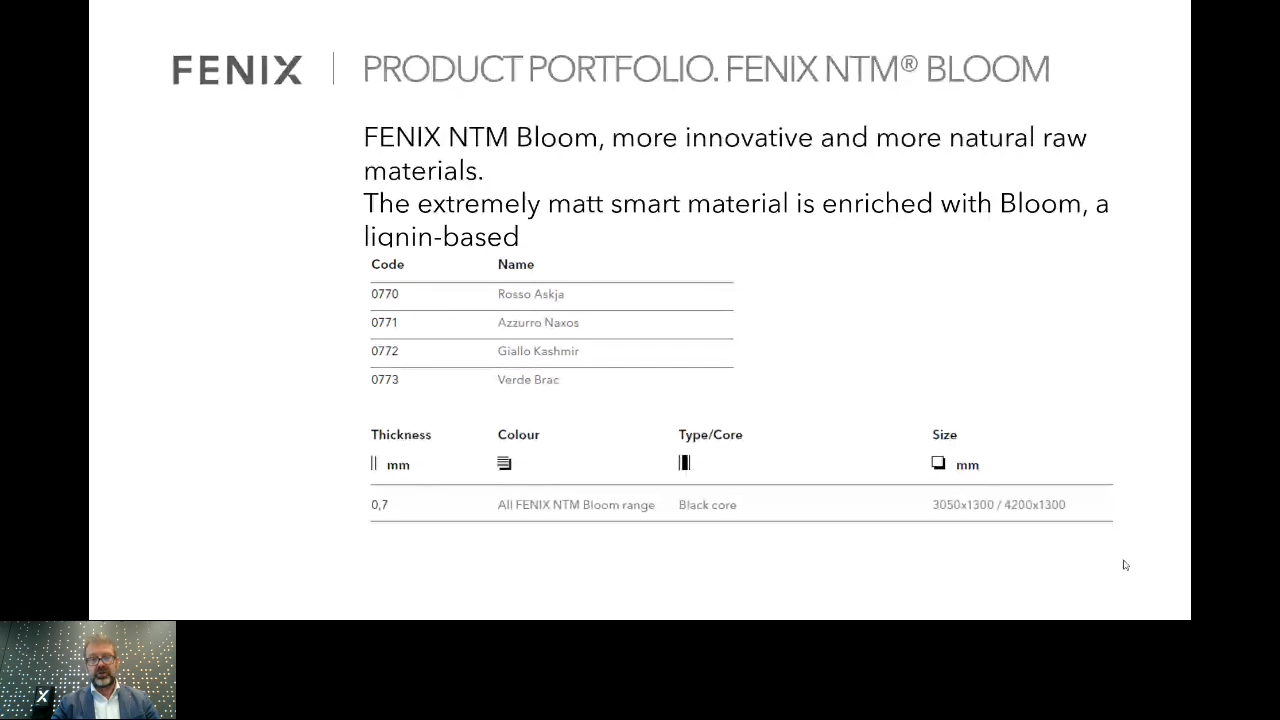 FENIX
PRODUCT PORTFOLIO. FENIX NTM® BLOOM
FENIX NTM Bloom, more innovative and more natural raw
materials.
The extremely matt smart material is enriched with Bloom, a
lignin-based
Code Name
0770 Rosso Askja
0771 Azzurro Naxos
0772 Giallo Kashmir
0773 Verde Brac
Thickness Colour Type/Core Size
mm mm
0,7 All FENIX NTM Bloom range Black core 3050x1300 / 4200x1300
X